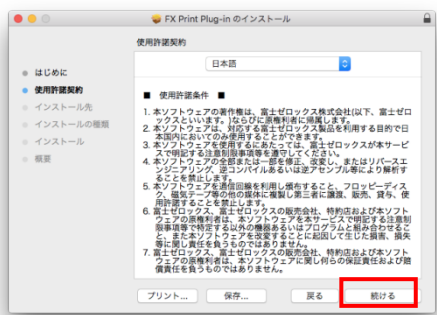 FX Print Plug-in のインストール
使用許諾契約
はじめに
使用許諾契約
インストール先
インストールの種類
インストール
概要
日本語
■ 使用許諾条件 ■
1. 本ソフトウェアの著作権は、富士ゼロックス株式会社(以下、富士ゼロ
ックスといいます。)ならびに原権利者に帰属します。
2. 本ソフトウェアは、対応する富士ゼロックス製品を利用する目的で日
本国内においてのみ使用することができます。
3. 本ソフトウェアを使用するにあたっては、富士ゼロックスが本サービ
スで明記する注意制限事項等を遵守してください。
4. 本ソフトウェアの全部または一部を修正、改変し、またはリバースエ
ンジニアリング、逆コンパイルあるいは逆アセンブル等により解析す
ることを禁止します。
5. 本ソフトウェアを通信回線を利用し頒布すること、フロッピーディス
ク、磁気テープ等の他の媒体に複製し第三者に譲渡、販売、貸与、使
用許諾することを禁止します。
6. 富士ゼロックス、富士ゼロックスの販売会社、特約店および本ソフト
ウェアの原権利者は、本ソフトウェアを本サービスで明記する注意制
限事項等で特定する以外の機器あるいはプログラムと組み合わせるこ
と、また本ソフトウェアを改変することに起因して生じた損害、損失
等に関し責任を負うものではありません。
7. 富士ゼロックス、富士ゼロックスの販売会社、特約店および本ソフト
ウェアの原権利者は、本ソフトウェアに関し何らの保証責任および賠
償責任を負うものではありません。
プリント... 保存... 戻る 続ける